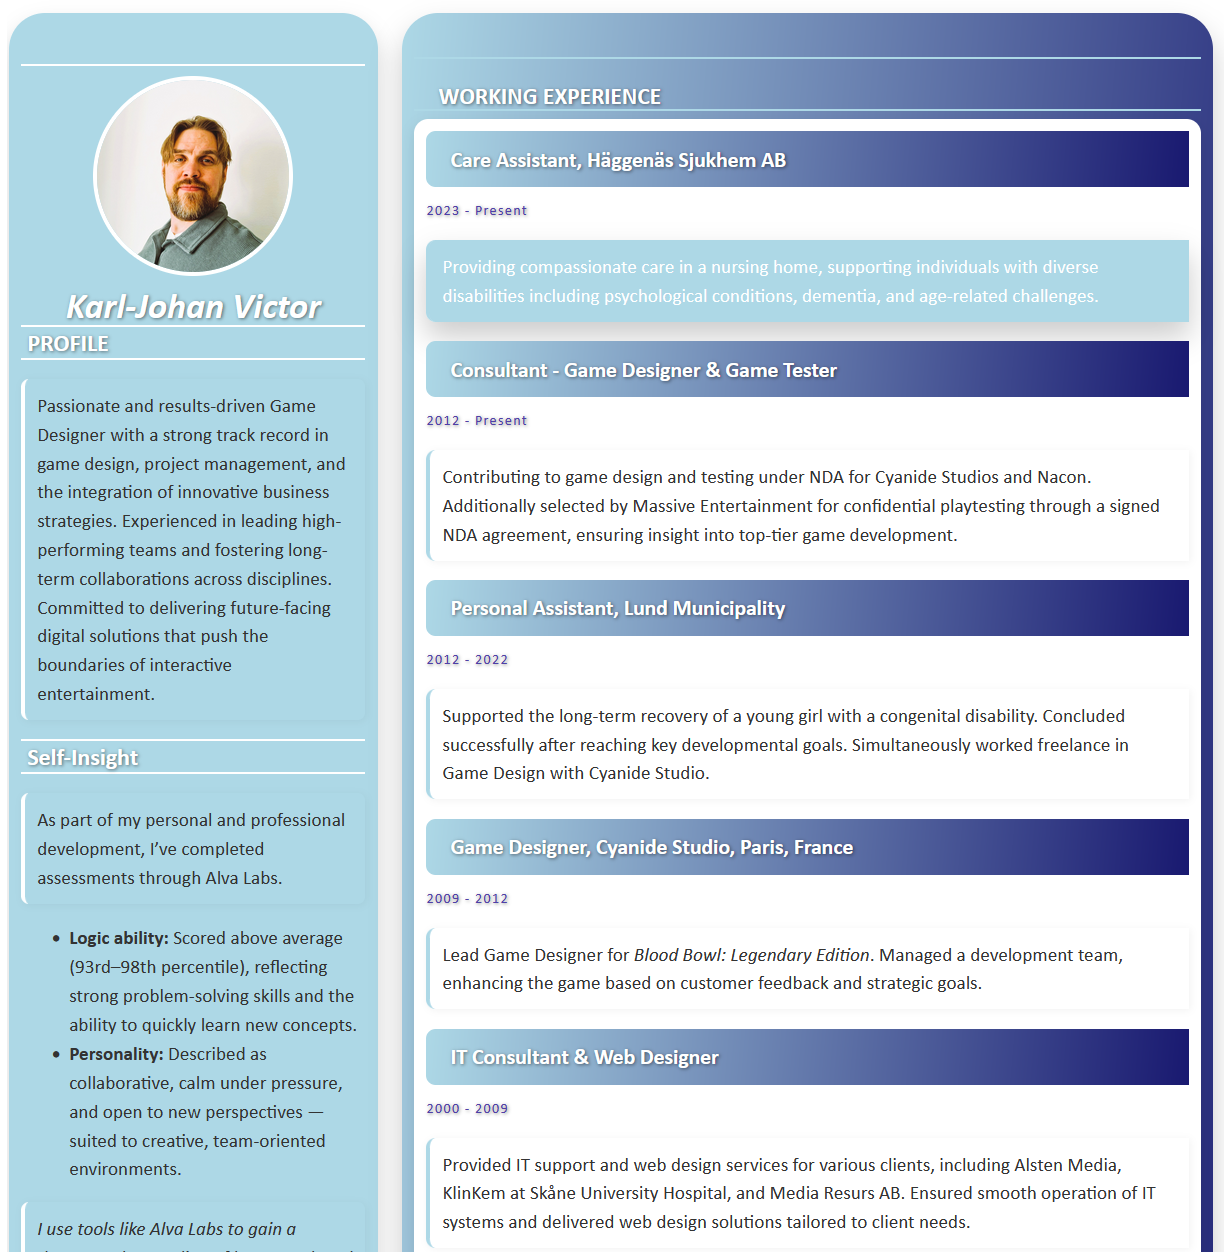 Karl-Johan Victor
PROFILE
Passionate and results-driven Game
Designer with a strong track record in
game design, project management, and
the integration of innovative business
strategies. Experienced in leading high-
performing teams and fostering long-
term collaborations across disciplines.
Committed to delivering future-facing
digital solutions that push the
boundaries of interactive
entertainment.
Self-Insight
As part of my personal and professional
development, I’ve completed
assessments through Alva Labs.
• Logic ability: Scored above average
(93rd–98th percentile), reflecting
strong problem-solving skills and the
ability to quickly learn new concepts.
• Personality: Described as
collaborative, calm under pressure,
and open to new perspectives —
suited to creative, team-oriented
environments.
I use tools like Alva Labs to gain a
WORKING EXPERIENCE
Care Assistant, Häggenäs Sjukhem AB
2023 - Present
Providing compassionate care in a nursing home, supporting individuals with diverse
disabilities including psychological conditions, dementia, and age-related challenges.
Consultant - Game Designer & Game Tester
2012 - Present
Contributing to game design and testing under NDA for Cyanide Studios and Nacon.
Additionally selected by Massive Entertainment for confidential playtesting through a signed
NDA agreement, ensuring insight into top-tier game development.
Personal Assistant, Lund Municipality
2012 - 2022
Supported the long-term recovery of a young girl with a congenital disability. Concluded
successfully after reaching key developmental goals. Simultaneously worked freelance in
Game Design with Cyanide Studio.
Game Designer, Cyanide Studio, Paris, France
2009 - 2012
Lead Game Designer for Blood Bowl: Legendary Edition. Managed a development team,
enhancing the game based on customer feedback and strategic goals.
IT Consultant & Web Designer
2000 - 2009
Provided IT support and web design services for various clients, including Alsten Media,
KlinKem at Skåne University Hospital, and Media Resurs AB. Ensured smooth operation of IT
systems and delivered web design solutions tailored to client needs.